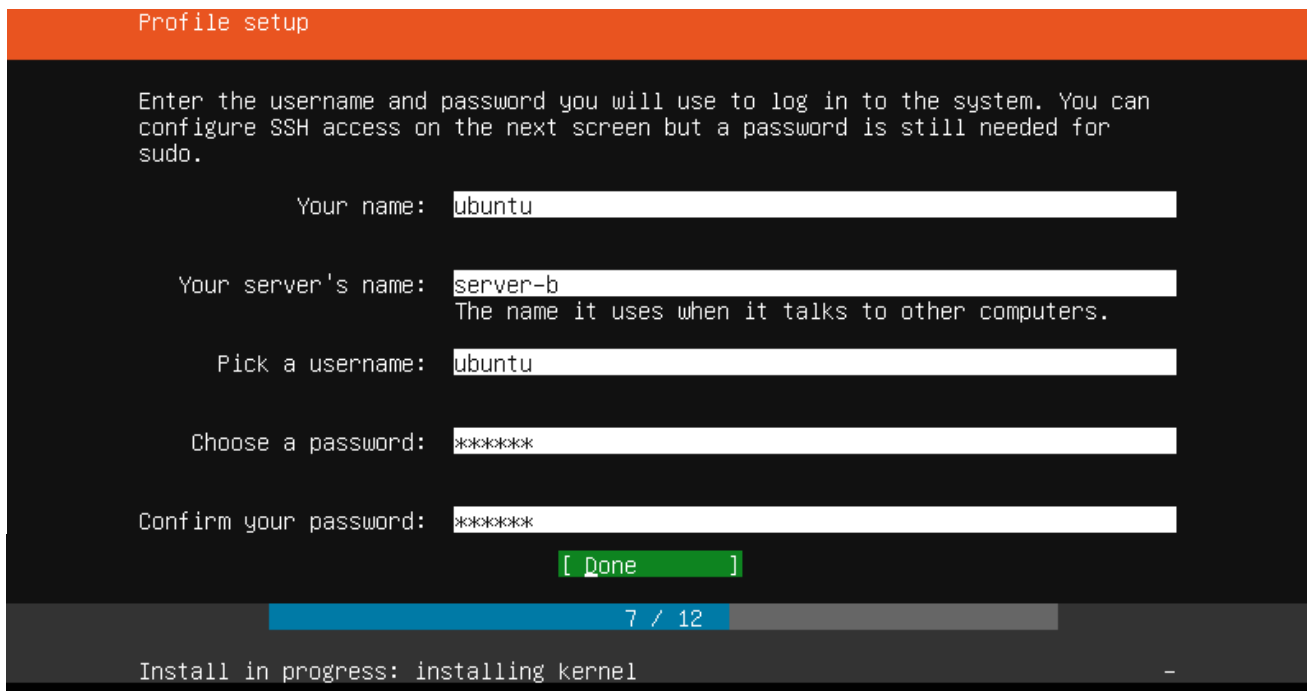 Profile setup
Enter the username and password you will use to log in to the system. You can
configure SSH access on the next screen but a password is still needed for
sudo.
Your name: ubuntu
Your server's name: server-b
The name it uses when it talks to other computers.
Pick a username: ubuntu
Choose a password: ******
Confirm your password: ******
[ Done ]
7 / 12
Install in progress: installing kernel -